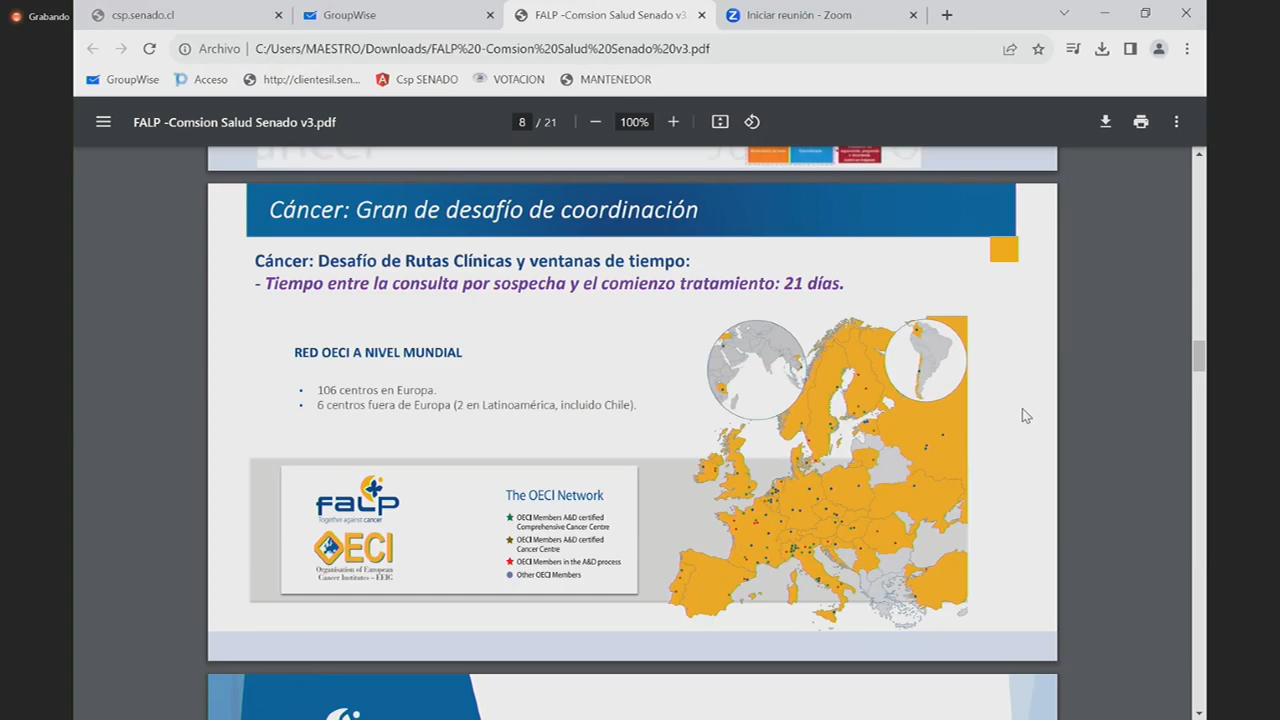 Grabando
csp.senado.cl
GroupWise
FALP -Comsion Salud Senado v3
Iniciar reunión - Zoom
Archivo
C:/Users/MAESTRO/Downloads/FALP%20-Comsion%20Salud%20Senado%20v3.pdf
GroupWise
Acceso
http://clientesil.sen...
Csp SENADO
VOTACION
MANTENEDOR
FALP -Comsion Salud Senado v3.pdf
8 / 21
100%
Cáncer: Gran de desafío de coordinación
Cáncer: Desafío de Rutas Clínicas y ventanas de tiempo:
- Tiempo entre la consulta por sospecha y el comienzo tratamiento: 21 días.
RED OECI A NIVEL MUNDIAL
• 106 centros en Europa.
• 6 centros fuera de Europa (2 en Latinoamérica, incluido Chile).
falp
Together against cancer
OECI
Organisation of European
Cancer Institutes - EEIG
The OECI Network
OECI Members A&D certified
Comprehensive Cancer Centre
OECI Members A&D certified
Cancer Centre
OECI Members in the A&D process
Other OECI Members